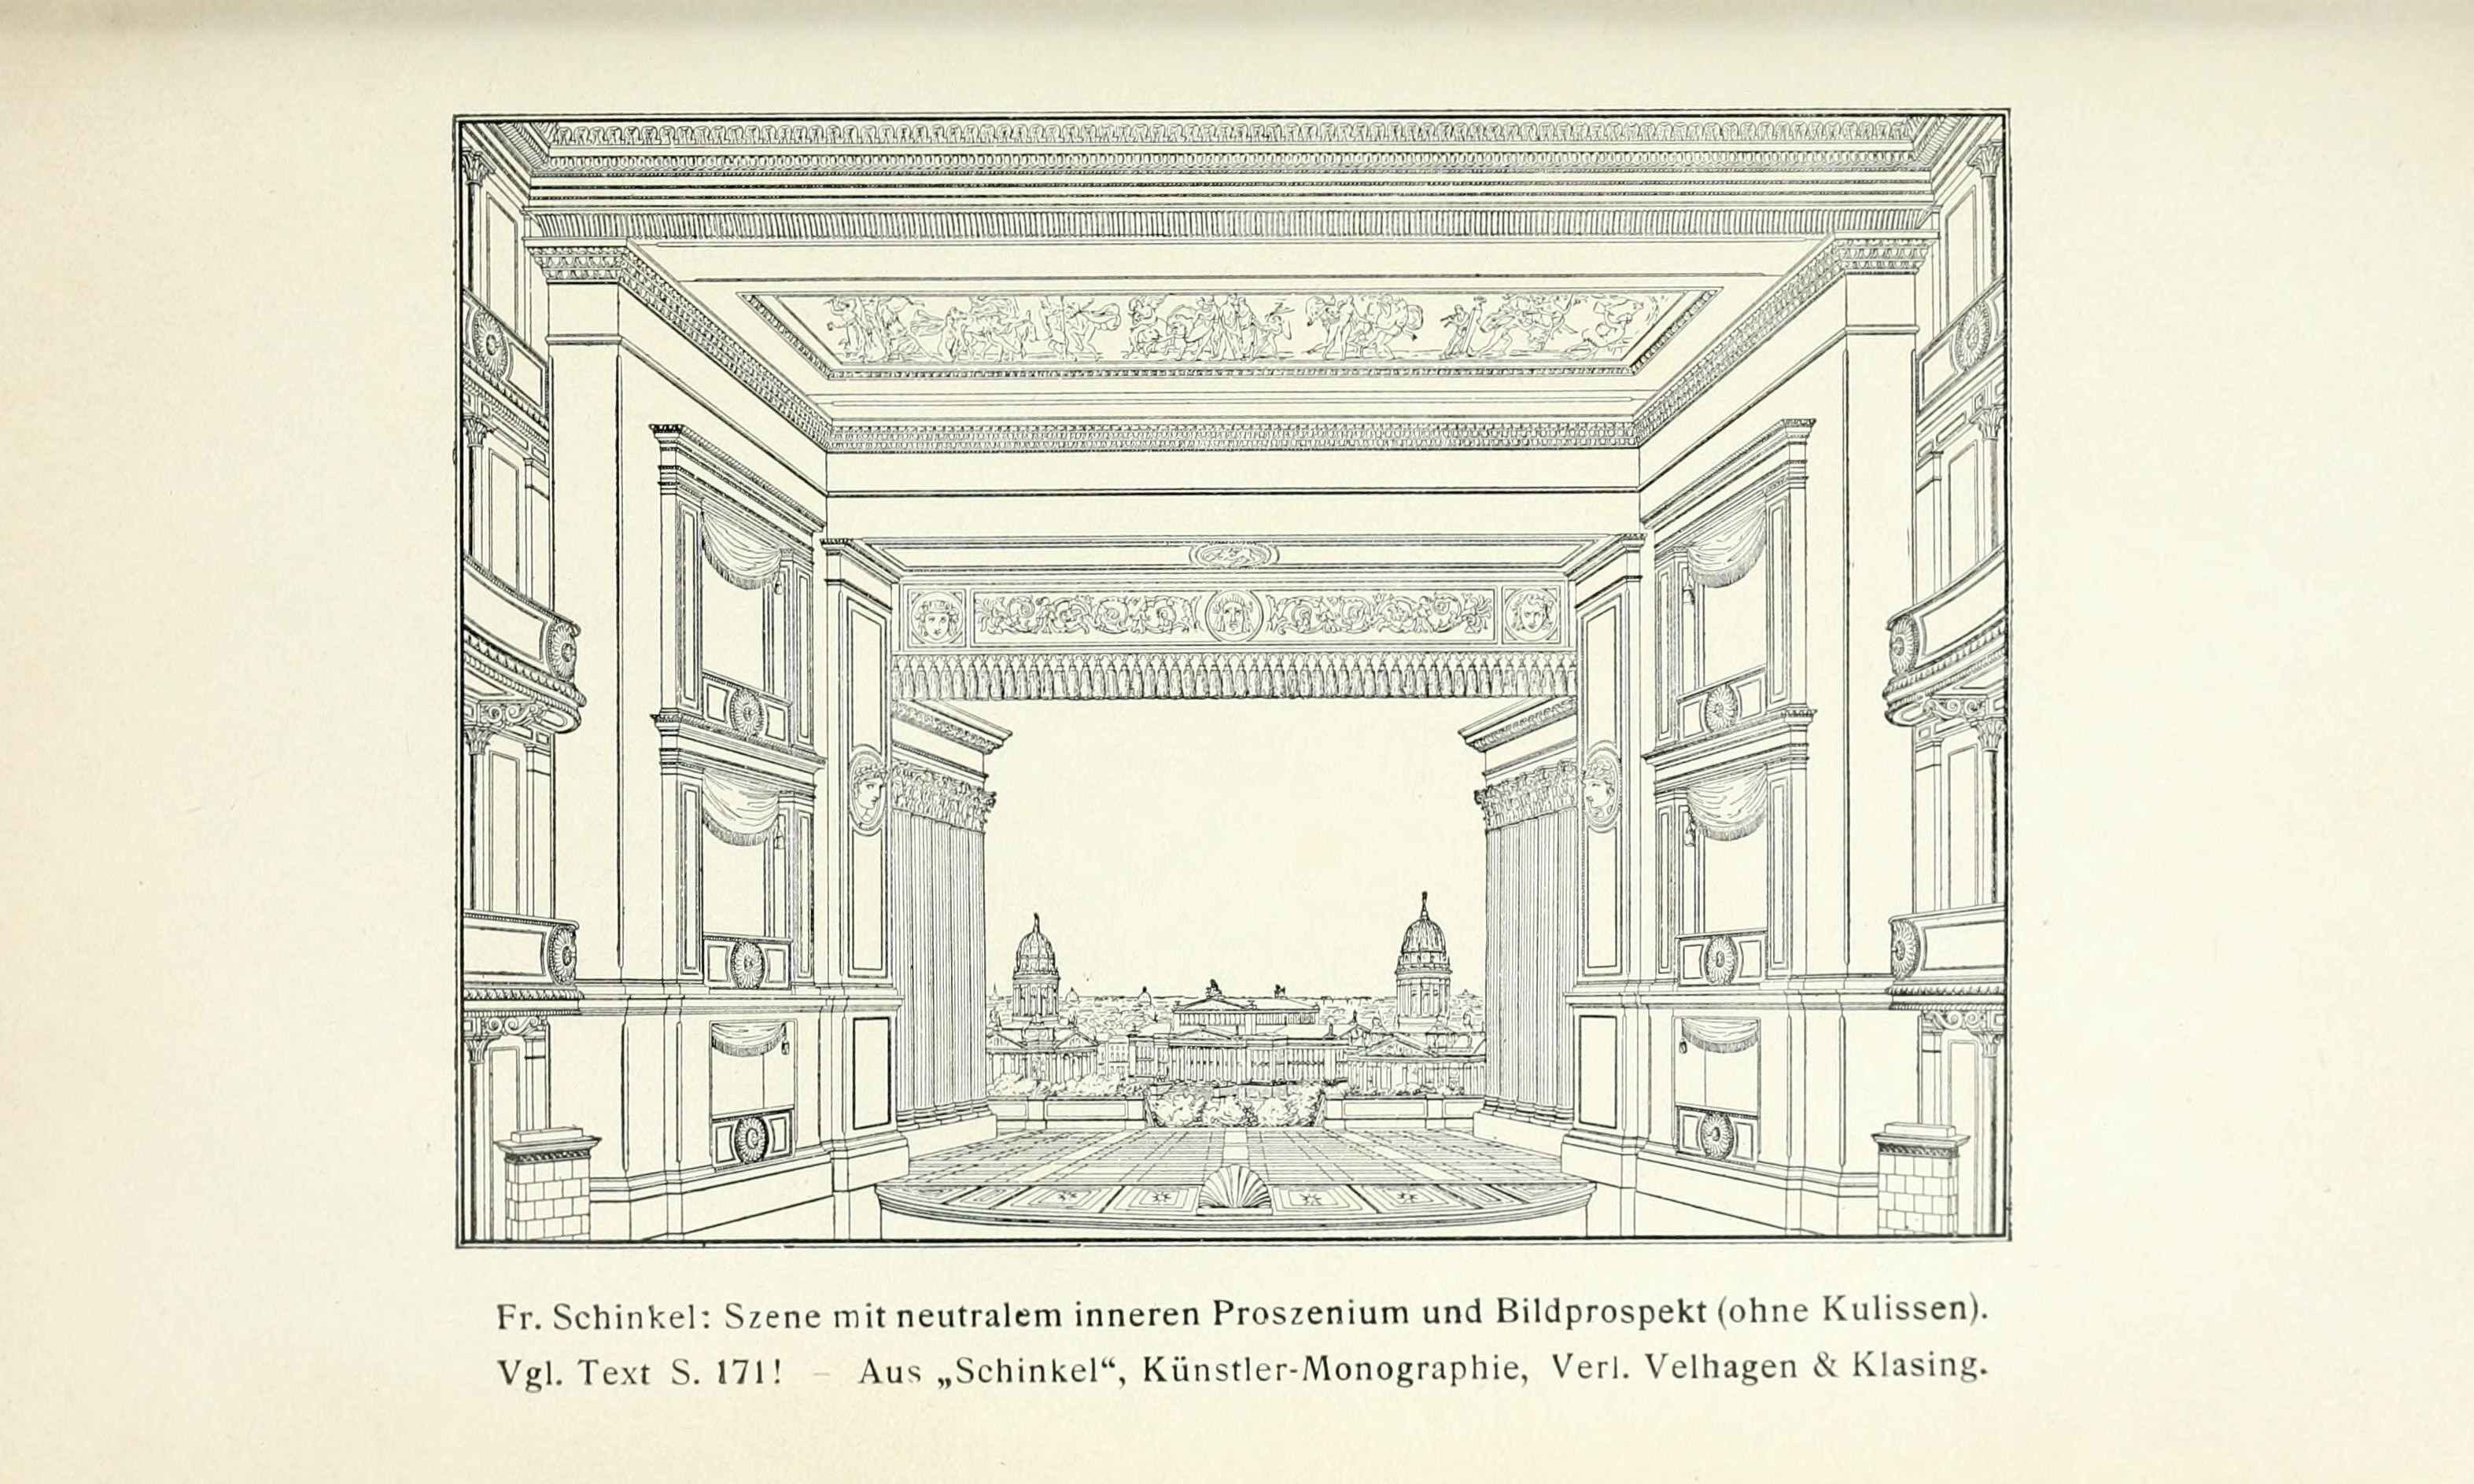 Fr. Schinkel: Szene mit neutralem inneren Proszenium und Bildprospekt (ohne Kulissen).
Vgl. Text S. 171! – Aus „Schinkel“, Künstler-Monographie, Verl. Velhagen & Klasing.